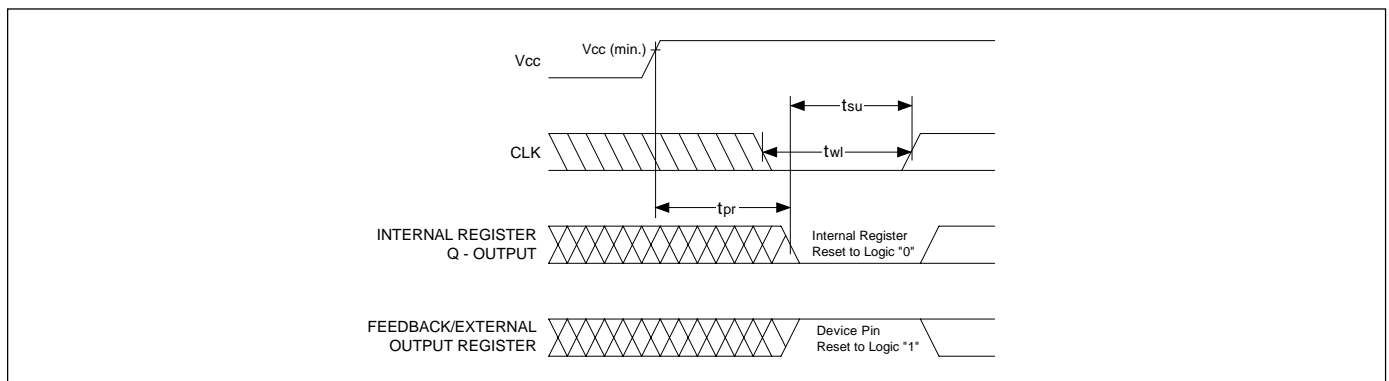 Vcc (min.)
Vcc
tsu
CLK
twl
tpr
INTERNAL REGISTER
Q - OUTPUT
Internal Register
Reset to Logic "0"
FEEDBACK/EXTERNAL
OUTPUT REGISTER
Device Pin
Reset to Logic "1"